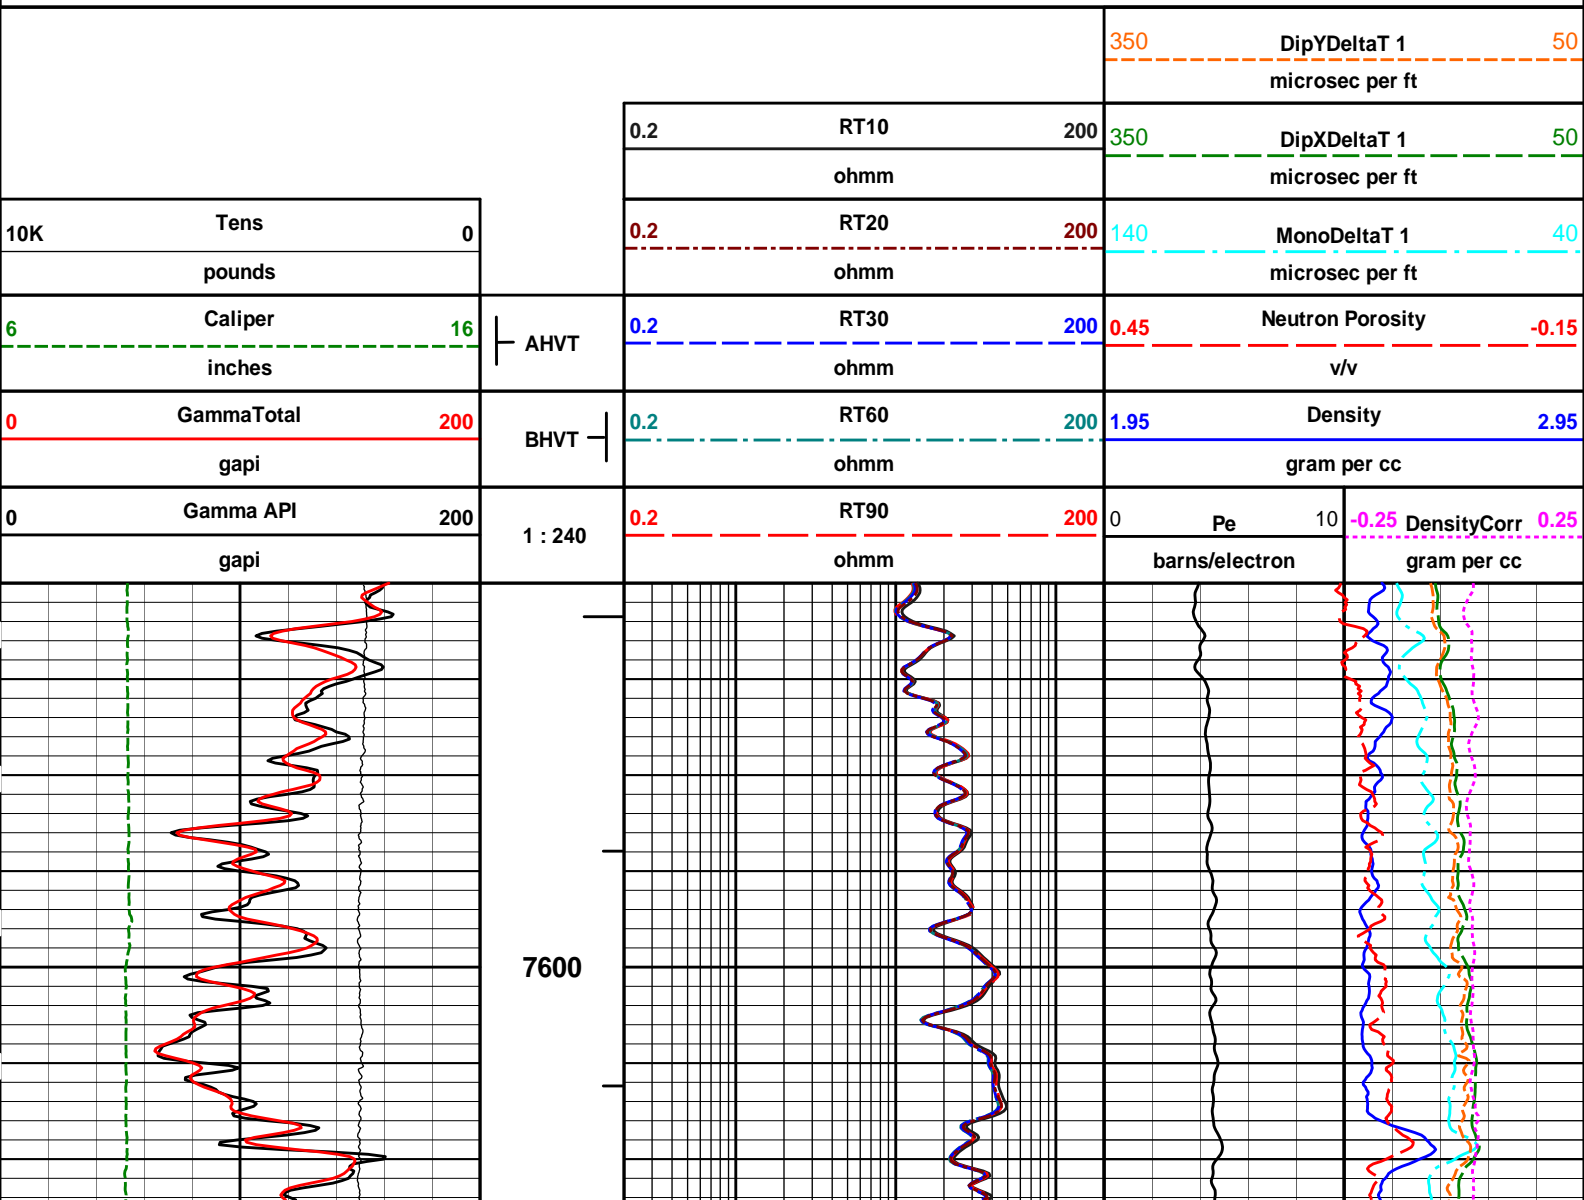 350 DipYDeltaT 1 50
microsec per ft
0.2 RT10 200
ohmm
350 DipXDeltaT 1 50
microsec per ft
10K Tens 0
pounds
0.2 RT20 200
ohmm
140 MonoDeltaT 1 40
microsec per ft
6 Caliper 16
inches
AHVT
0.2 RT30 200
ohmm
0.45 Neutron Porosity -0.15
v/v
0 GammaTotal 200
gapi
BHVT
0.2 RT60 200
ohmm
1.95 Density 2.95
gram per cc
0 Gamma API 200
gapi
1 : 240
0.2 RT90 200
ohmm
0 Pe 10
barns/electron
-0.25 DensityCorr 0.25
gram per cc
7600